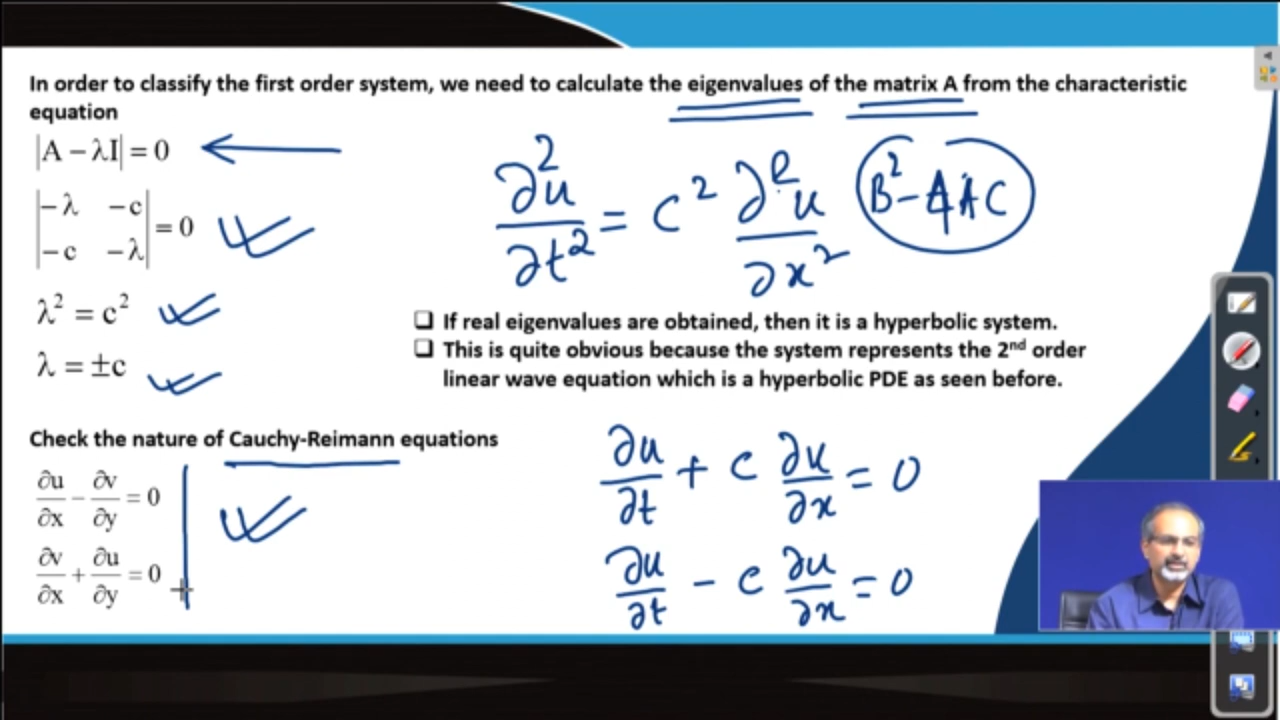 In order to classify the first order system, we need to calculate the eigenvalues of the matrix A from the characteristic
equation
|A − λI| = 0
|−λ −c|
|−c −λ| = 0
λ² = c²
λ = ±c
∂²u/∂t² = c² ∂²u/∂x²
B² − 4AC
❑ If real eigenvalues are obtained, then it is a hyperbolic system.
❑ This is quite obvious because the system represents the 2nd order
linear wave equation which is a hyperbolic PDE as seen before.
Check the nature of Cauchy-Reimann equations
∂u/∂x − ∂v/∂y = 0
∂v/∂x + ∂u/∂y = 0
∂u/∂t + c ∂u/∂x = 0
∂u/∂t − c ∂u/∂x = 0